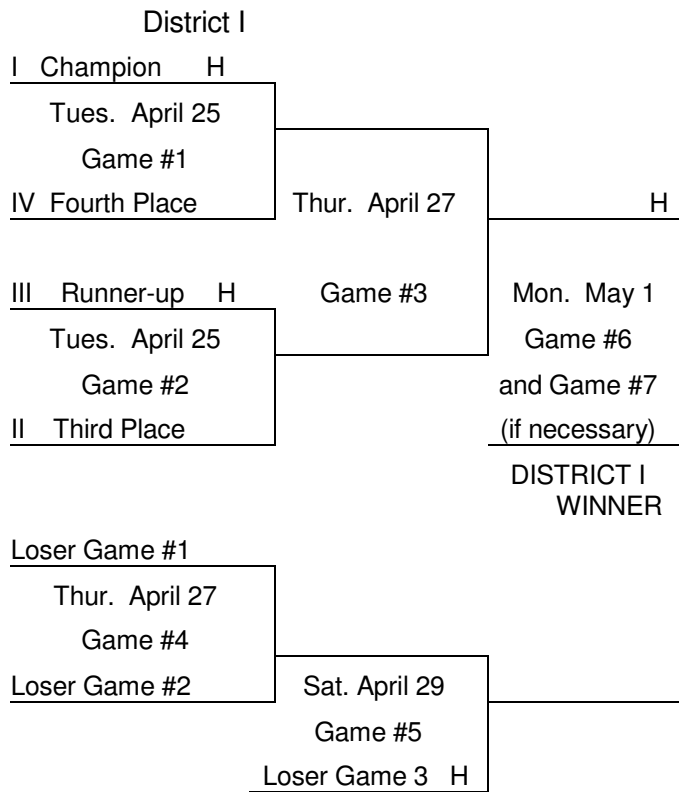 District I
I Champion H
Tues. April 25
Game #1
IV Fourth Place
Thur. April 27
H
III Runner-up H
Game #3
Mon. May 1
Tues. April 25
Game #6
Game #2
and Game #7
II Third Place
(if necessary)
DISTRICT I
WINNER
Loser Game #1
Thur. April 27
Game #4
Loser Game #2
Sat. April 29
Game #5
Loser Game 3 H